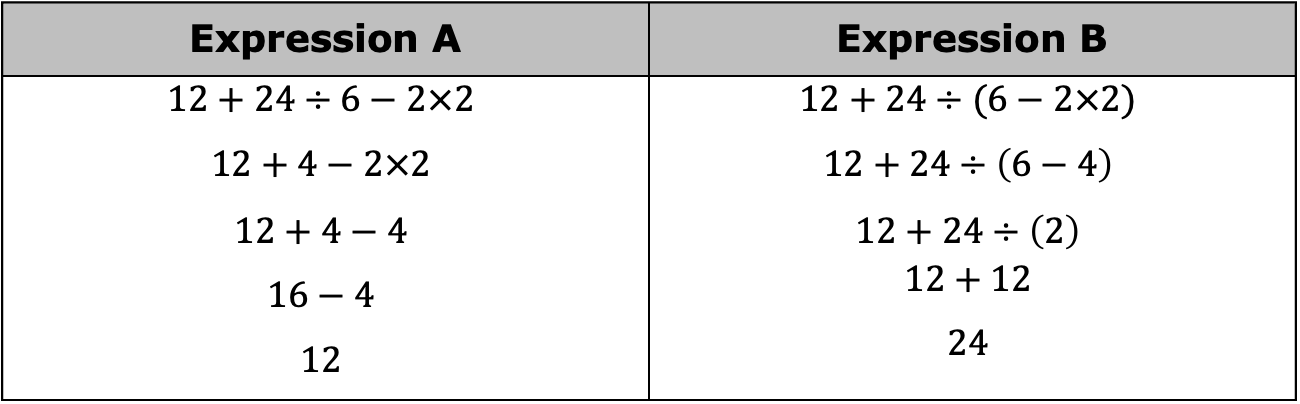 Expression A
12 + 24 ÷ 6 − 2×2
12 + 4 − 2×2
12 + 4 − 4
16 − 4
12
Expression B
12 + 24 ÷ (6 − 2×2)
12 + 24 ÷ (6 − 4)
12 + 24 ÷ (2)
12 + 12
24